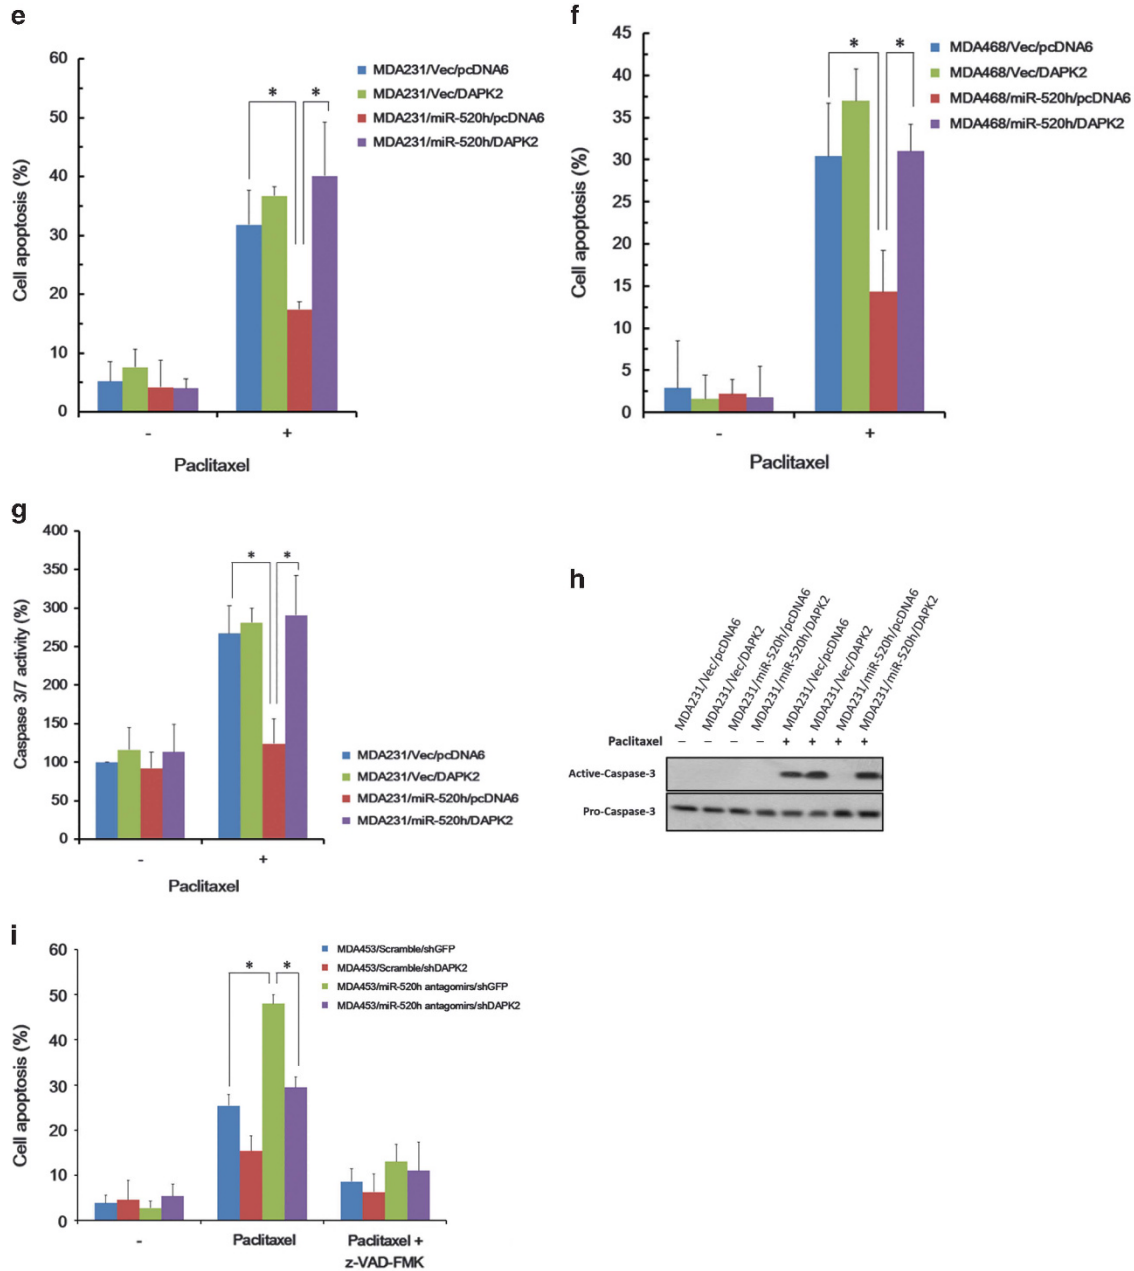 e
60
50
40
30
20
10
0
Cell apoptosis (%)
* *
MDA231/Vec/pcDNA6
MDA231/Vec/DAPK2
MDA231/miR-520h/pcDNA6
MDA231/miR-520h/DAPK2
- +
Paclitaxel
f
45
40
35
30
25
20
15
10
5
0
Cell apoptosis (%)
* *
MDA468/Vec/pcDNA6
MDA468/Vec/DAPK2
MDA468/miR-520h/pcDNA6
MDA468/miR-520h/DAPK2
- +
Paclitaxel
g
400
350
300
250
200
150
100
50
0
Caspase 3/7 activity (%)
* *
MDA231/Vec/pcDNA6
MDA231/Vec/DAPK2
MDA231/miR-520h/pcDNA6
MDA231/miR-520h/DAPK2
- +
Paclitaxel
h
MDA231/Vec/pcDNA6
MDA231/Vec/DAPK2
MDA231/miR-520h/pcDNA6
MDA231/miR-520h/DAPK2
MDA231/Vec/pcDNA6
MDA231/Vec/DAPK2
MDA231/miR-520h/pcDNA6
MDA231/miR-520h/DAPK2
Paclitaxel − − − − + + + +
Active-Caspase-3
Pro-Caspase-3
i
60
50
40
30
20
10
0
Cell apoptosis (%)
* *
MDA453/Scramble/shGFP
MDA453/Scramble/shDAPK2
MDA453/miR-520h antagomirs/shGFP
MDA453/miR-520h antagomirs/shDAPK2
- Paclitaxel Paclitaxel +
z-VAD-FMK